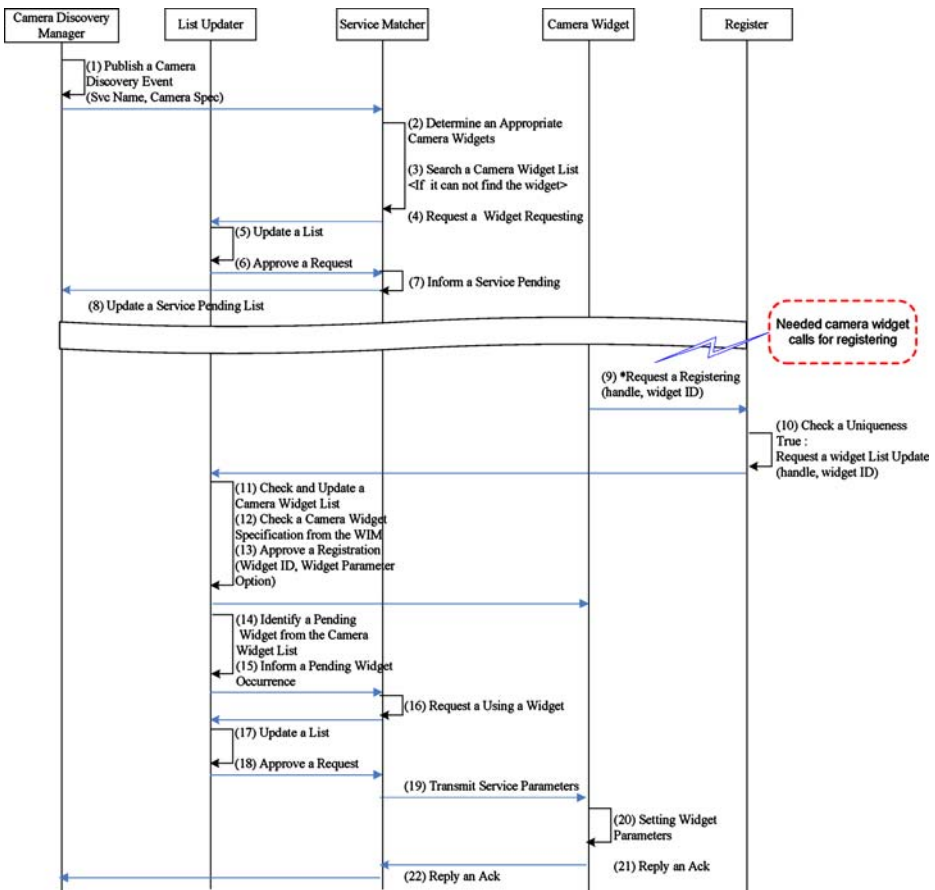 Camera Discovery
Manager
List Updater
Service Matcher
Camera Widget
Register
(1) Publish a Camera
Discovery Event
(Svc Name, Camera Spec)
(2) Determine an Appropriate
Camera Widgets
(3) Search a Camera Widget List
<If it can not find the widget>
(4) Request a Widget Requesting
(5) Update a List
(6) Approve a Request
(7) Inform a Service Pending
(8) Update a Service Pending List
Needed camera widget
calls for registering
(9) *Request a Registering
(handle, widget ID)
(10) Check a Uniqueness
True :
Request a widget List Update
(handle, widget ID)
(11) Check and Update a
Camera Widget List
(12) Check a Camera Widget
Specification from the WIM
(13) Approve a Registration
(Widget ID, Widget Parameter
Option)
(14) Identify a Pending
Widget from the Camera
Widget List
(15) Inform a Pending Widget
Occurrence
(16) Request a Using a Widget
(17) Update a List
(18) Approve a Request
(19) Transmit Service Parameters
(20) Setting Widget
Parameters
(21) Reply an Ack
(22) Reply an Ack